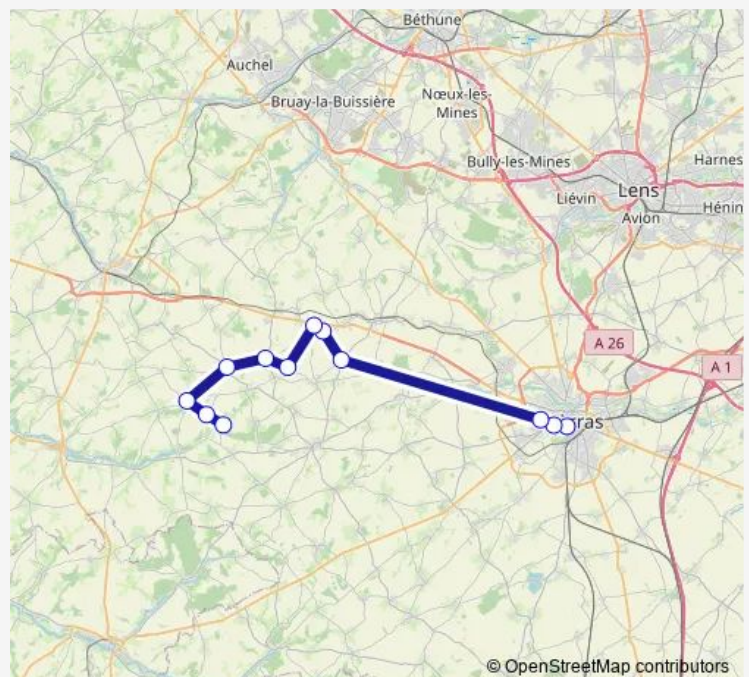 Béthune
Auchel
Bruay-la-Buissière
Nœux-les-
Mines
Bully-les-Mines
Harnes
Lens
Liévin
Hénin
Avion
A 26
A 1
© OpenStreetMap contributors